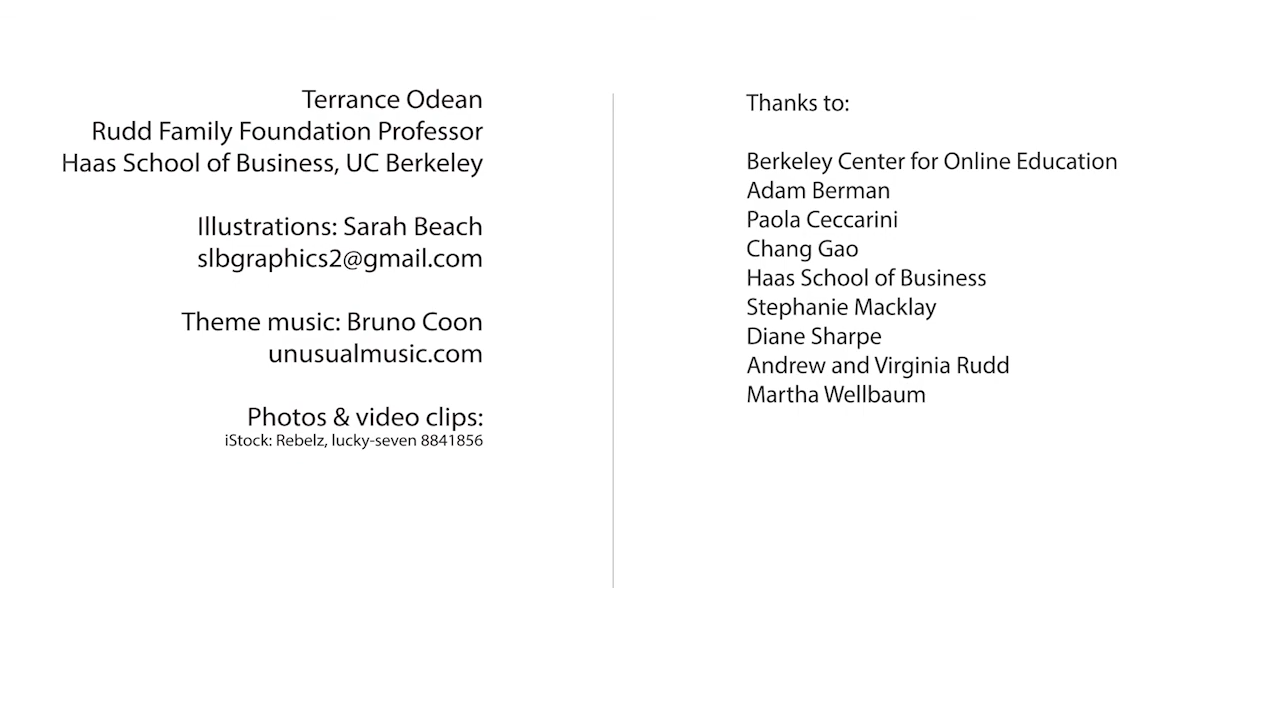 Terrance Odean
Rudd Family Foundation Professor
Haas School of Business, UC Berkeley
Illustrations: Sarah Beach
slbgraphics2@gmail.com
Theme music: Bruno Coon
unusualmusic.com
Photos & video clips:
iStock: Rebelz, lucky-seven 8841856
Thanks to:
Berkeley Center for Online Education
Adam Berman
Paola Ceccarini
Chang Gao
Haas School of Business
Stephanie Macklay
Diane Sharpe
Andrew and Virginia Rudd
Martha Wellbaum